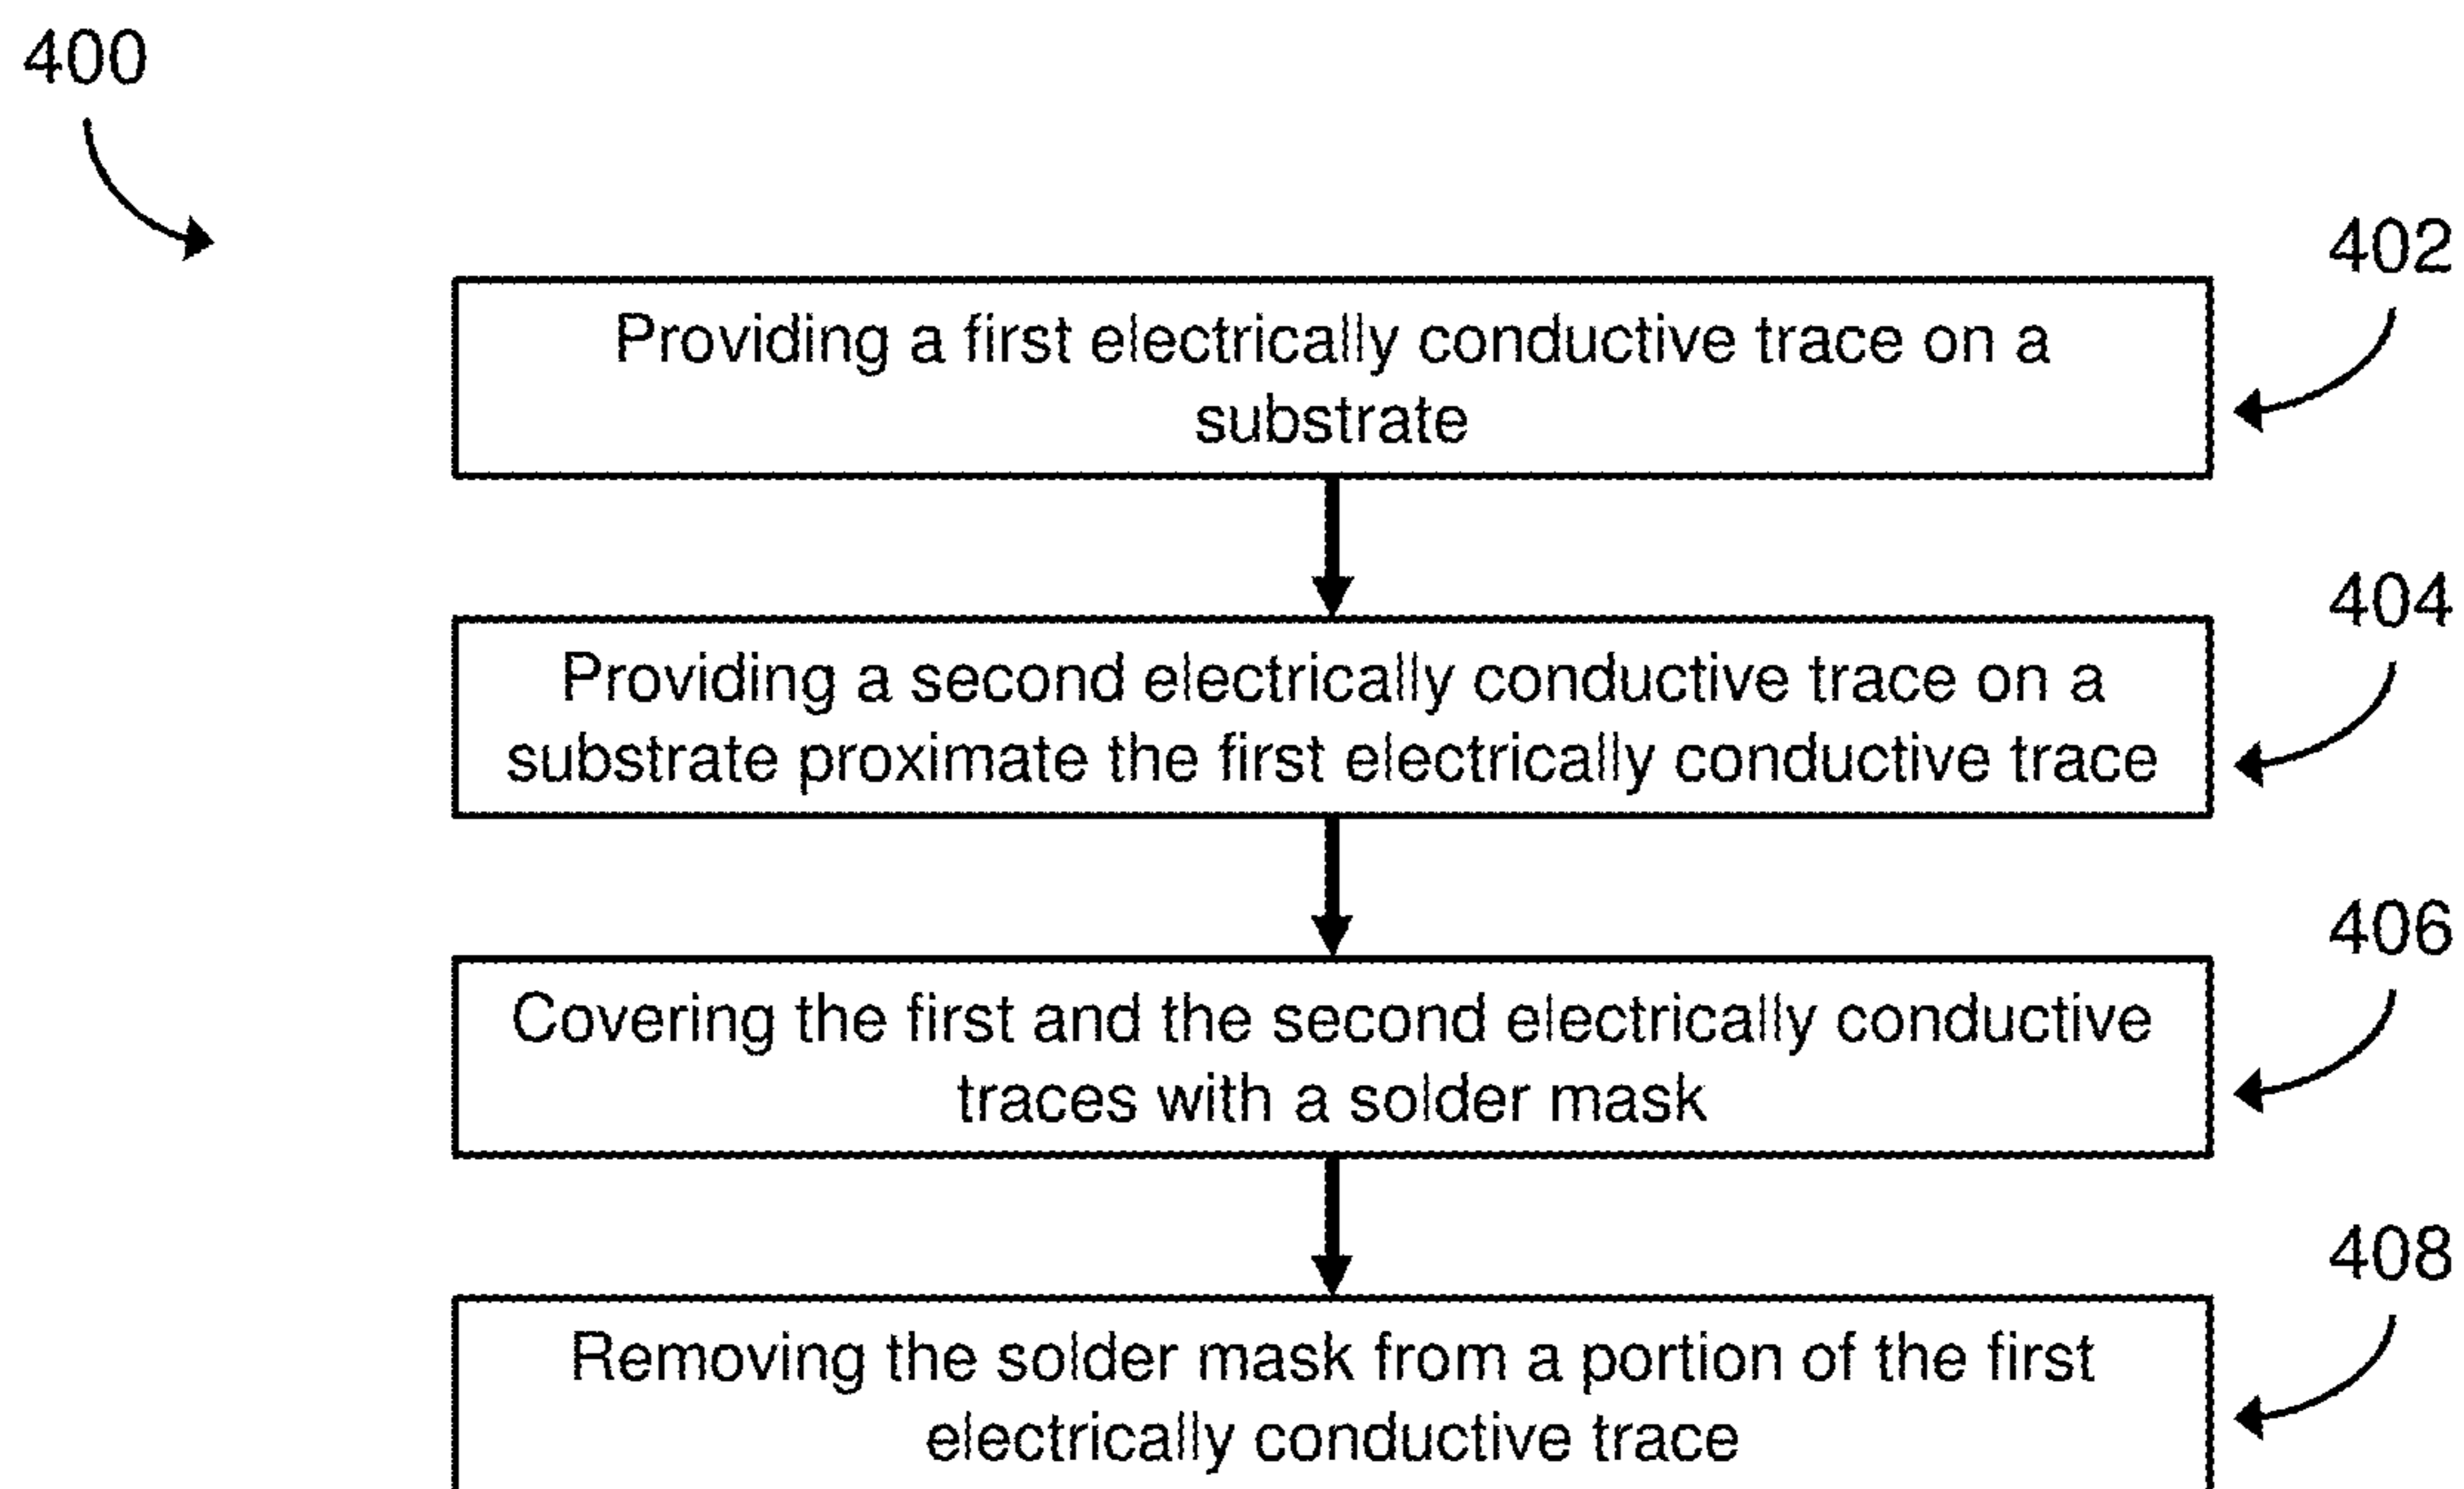 400
402
Providing a first electrically conductive trace on a
substrate
404
Providing a second electrically conductive trace on a
substrate proximate the first electrically conductive trace
406
Covering the first and the second electrically conductive
traces with a solder mask
408
Removing the solder mask from a portion of the first
electrically conductive trace